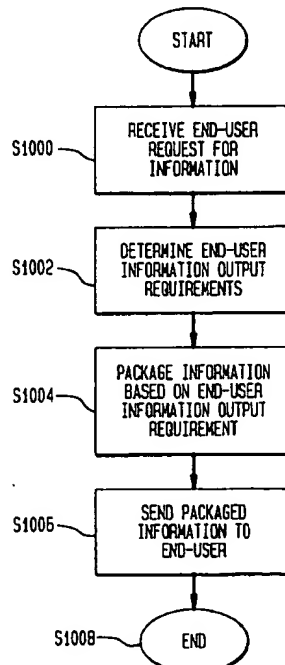 START
S1000
RECEIVE END-USER
REQUEST FOR
INFORMATION
S1002
DETERMINE END-USER
INFORMATION OUTPUT
REQUIREMENTS
S1004
PACKAGE INFORMATION
BASED ON END-USER
INFORMATION OUTPUT
REQUIREMENT
S1006
SEND PACKAGED
INFORMATION TO
END-USER
S1008
END